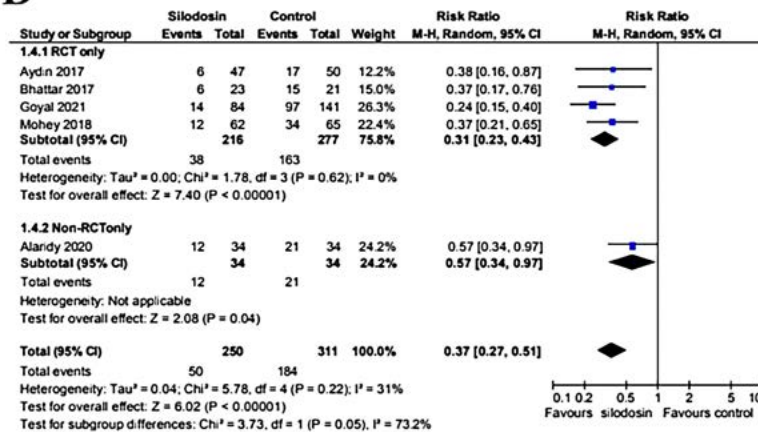 Silodosin Control Risk Ratio Risk Ratio
Study or Subgroup Events Total Events Total Weight M-H, Random, 95% CI M-H, Random, 95% CI
1.4.1 RCT only
Aydin 2017 6 47 17 50 12.2% 0.38 [0.16, 0.87]
Bhattar 2017 6 23 15 21 15.0% 0.37 [0.17, 0.76]
Goyal 2021 14 84 97 141 26.3% 0.24 [0.15, 0.40]
Mohey 2018 12 62 34 65 22.4% 0.37 [0.21, 0.65]
Subtotal (95% CI) 216 277 75.8% 0.31 [0.23, 0.43]
Total events 38 163
Heterogeneity: Tau² = 0.00; Chi² = 1.78, df = 3 (P = 0.62); I² = 0%
Test for overall effect: Z = 7.40 (P < 0.00001)
1.4.2 Non-RCTonly
Alaridy 2020 12 34 21 34 24.2% 0.57 [0.34, 0.97]
Subtotal (95% CI) 34 34 24.2% 0.57 [0.34, 0.97]
Total events 12 21
Heterogeneity: Not applicable
Test for overall effect: Z = 2.08 (P = 0.04)
Total (95% CI) 250 311 100.0% 0.37 [0.27, 0.51]
Total events 50 184
Heterogeneity: Tau² = 0.04; Chi² = 5.78, df = 4 (P = 0.22); I² = 31%
Test for overall effect: Z = 6.02 (P < 0.00001)
Test for subgroup differences: Chi² = 3.73, df = 1 (P = 0.05), I² = 73.2%
0.1 0.2 0.5 1 2 5 10
Favours silodosin Favours control